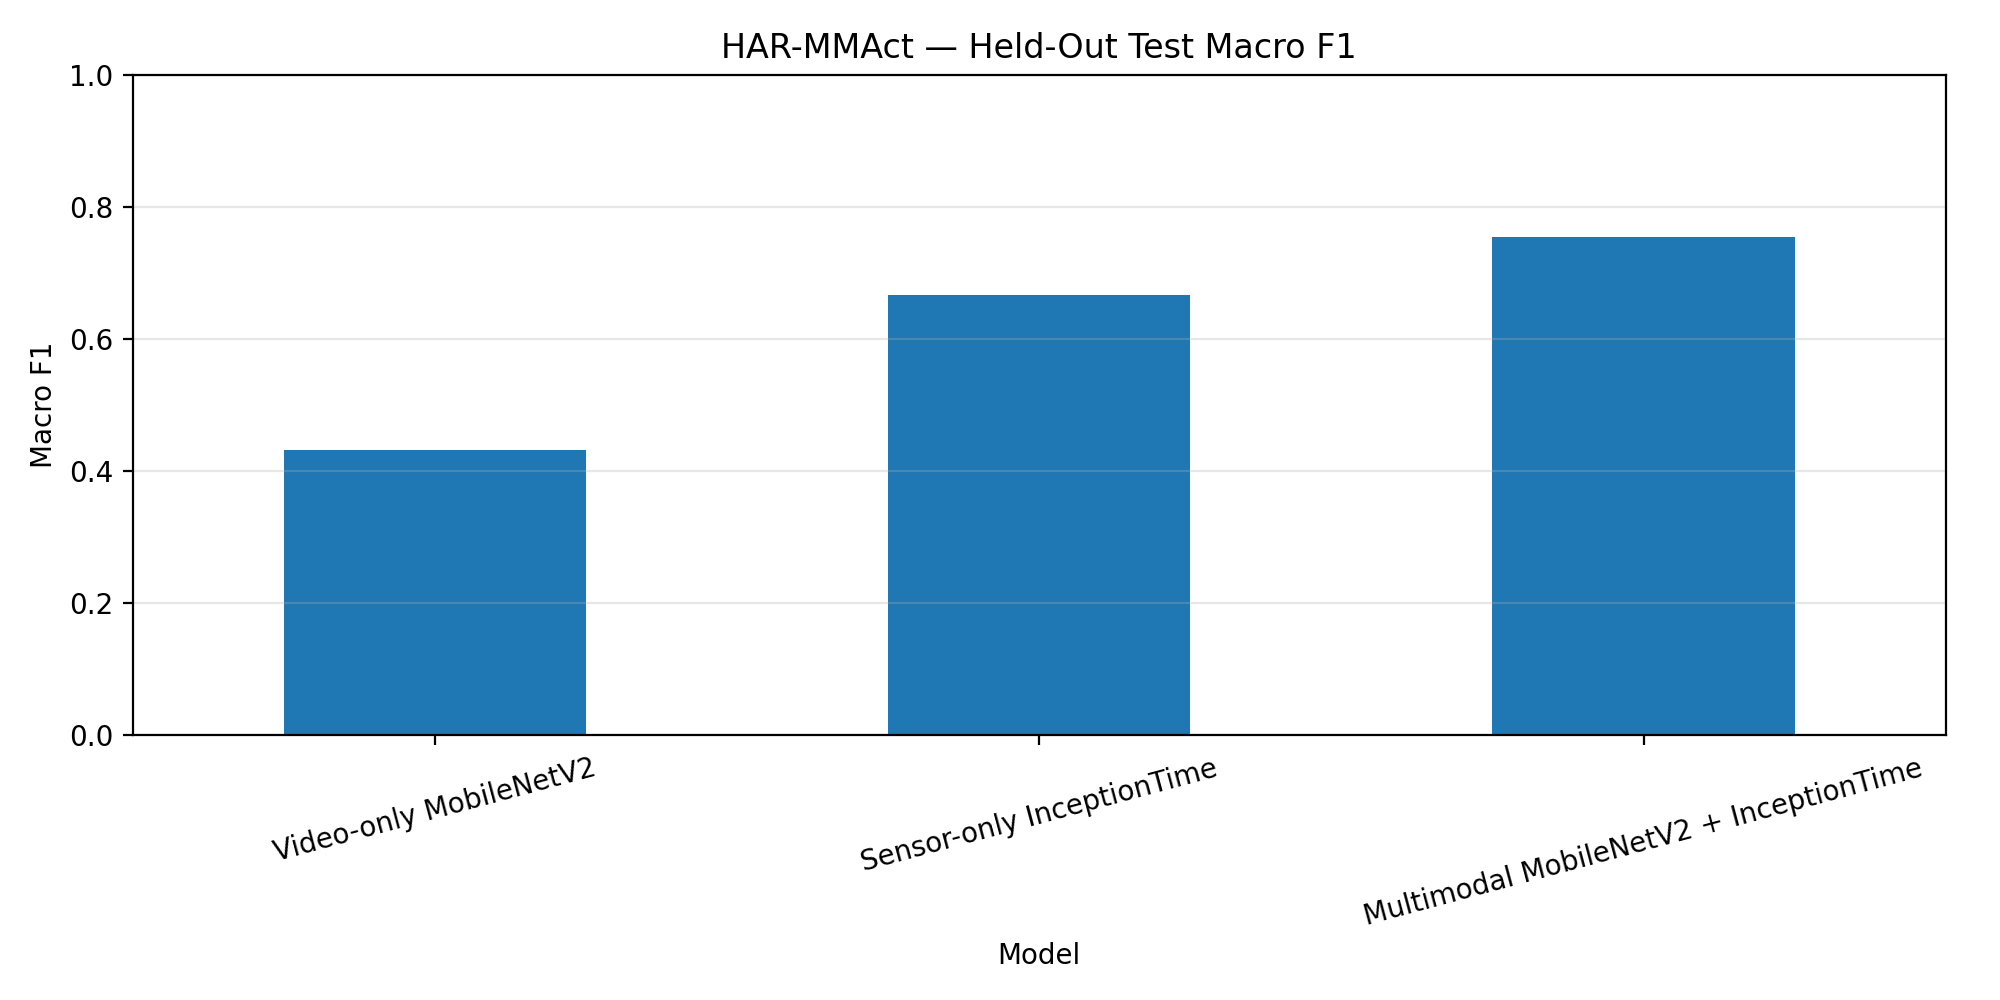 HAR-MMAct — Held-Out Test Macro F1
1.0
0.8
0.6
0.4
0.2
0.0
Macro F1
Video-only MobileNetV2
Sensor-only InceptionTime
Multimodal MobileNetV2 + InceptionTime
Model